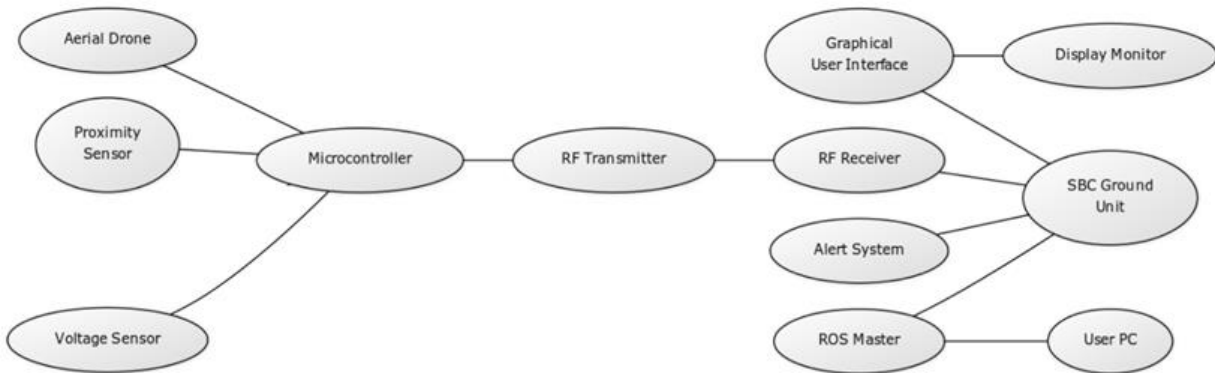 Aerial Drone
Proximity
Sensor
Voltage Sensor
Microcontroller
RF Transmitter
Graphical
User Interface
RF Receiver
Alert System
ROS Master
Display Monitor
SBC Ground
Unit
User PC